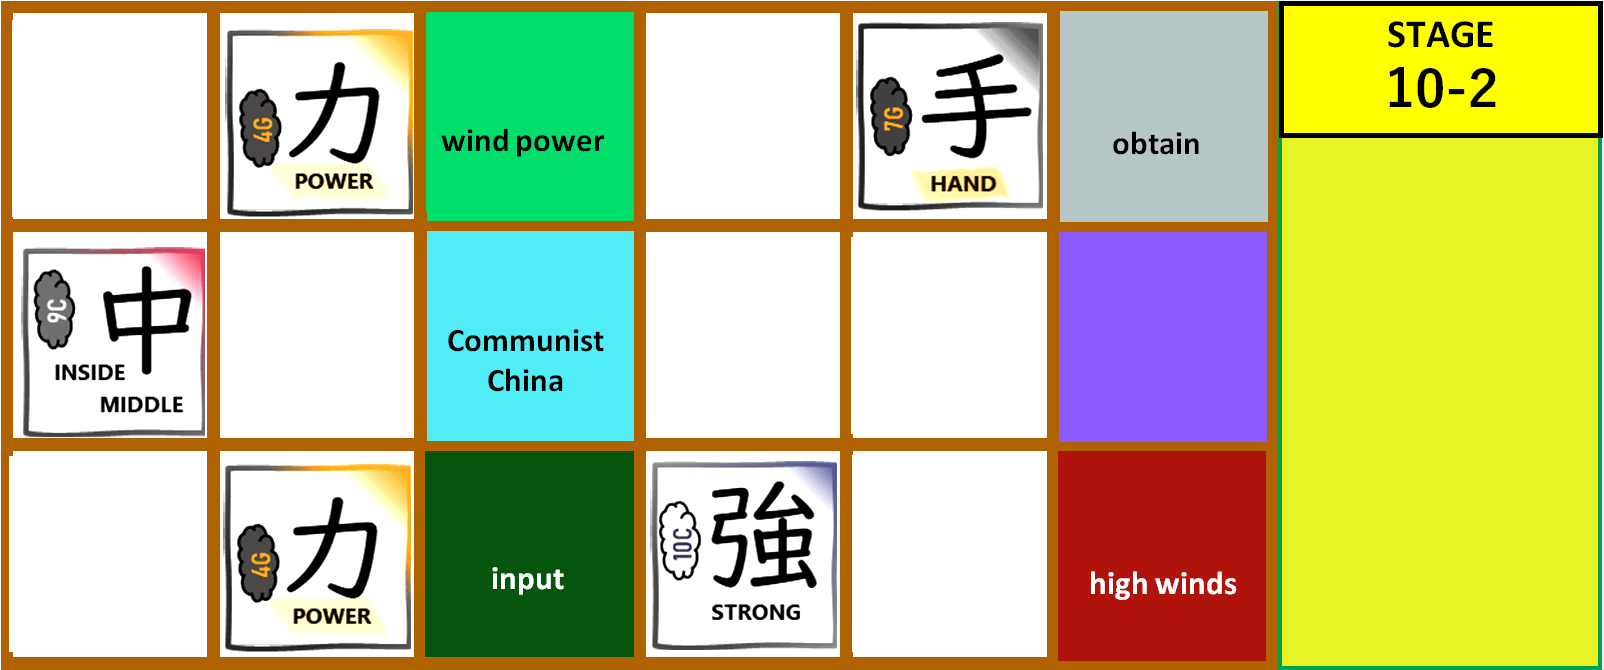 4G
力
POWER
wind power
7G
手
HAND
obtain
STAGE
10-2
9C
中
INSIDE
MIDDLE
Communist
China
4G
力
POWER
input
10C
強
STRONG
high winds